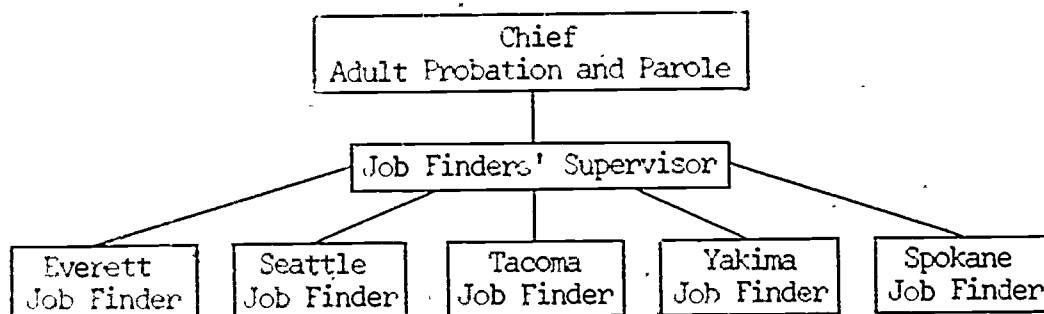 Chief
Adult Probation and Parole
Job Finders' Supervisor
Everett
Job Finder
Seattle
Job Finder
Tacoma
Job Finder
Yakima
Job Finder
Spokane
Job Finder